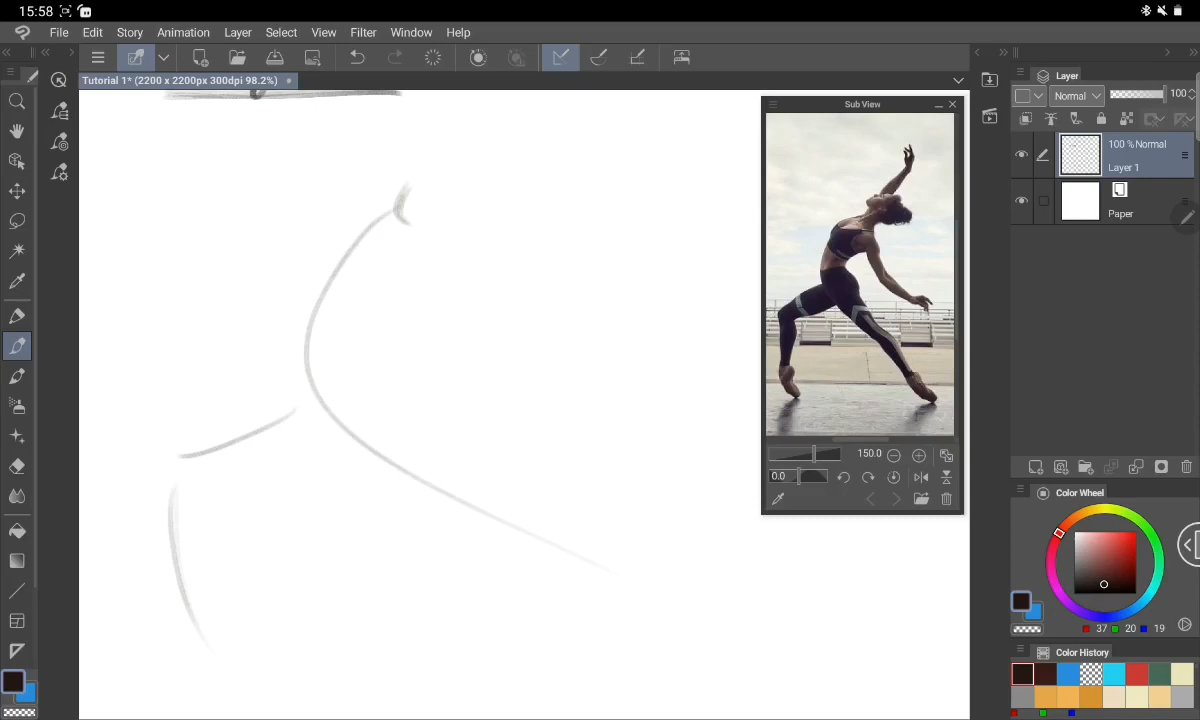 15:58
File Edit Story Animation Layer Select View Filter Window Help
Tutorial 1* (2200 x 2200px 300dpi 98.2%)
Sub View
150.0
0.0
Layer
Normal 100
100 % Normal
Layer 1
Paper
Color Wheel
37 20 19
Color History